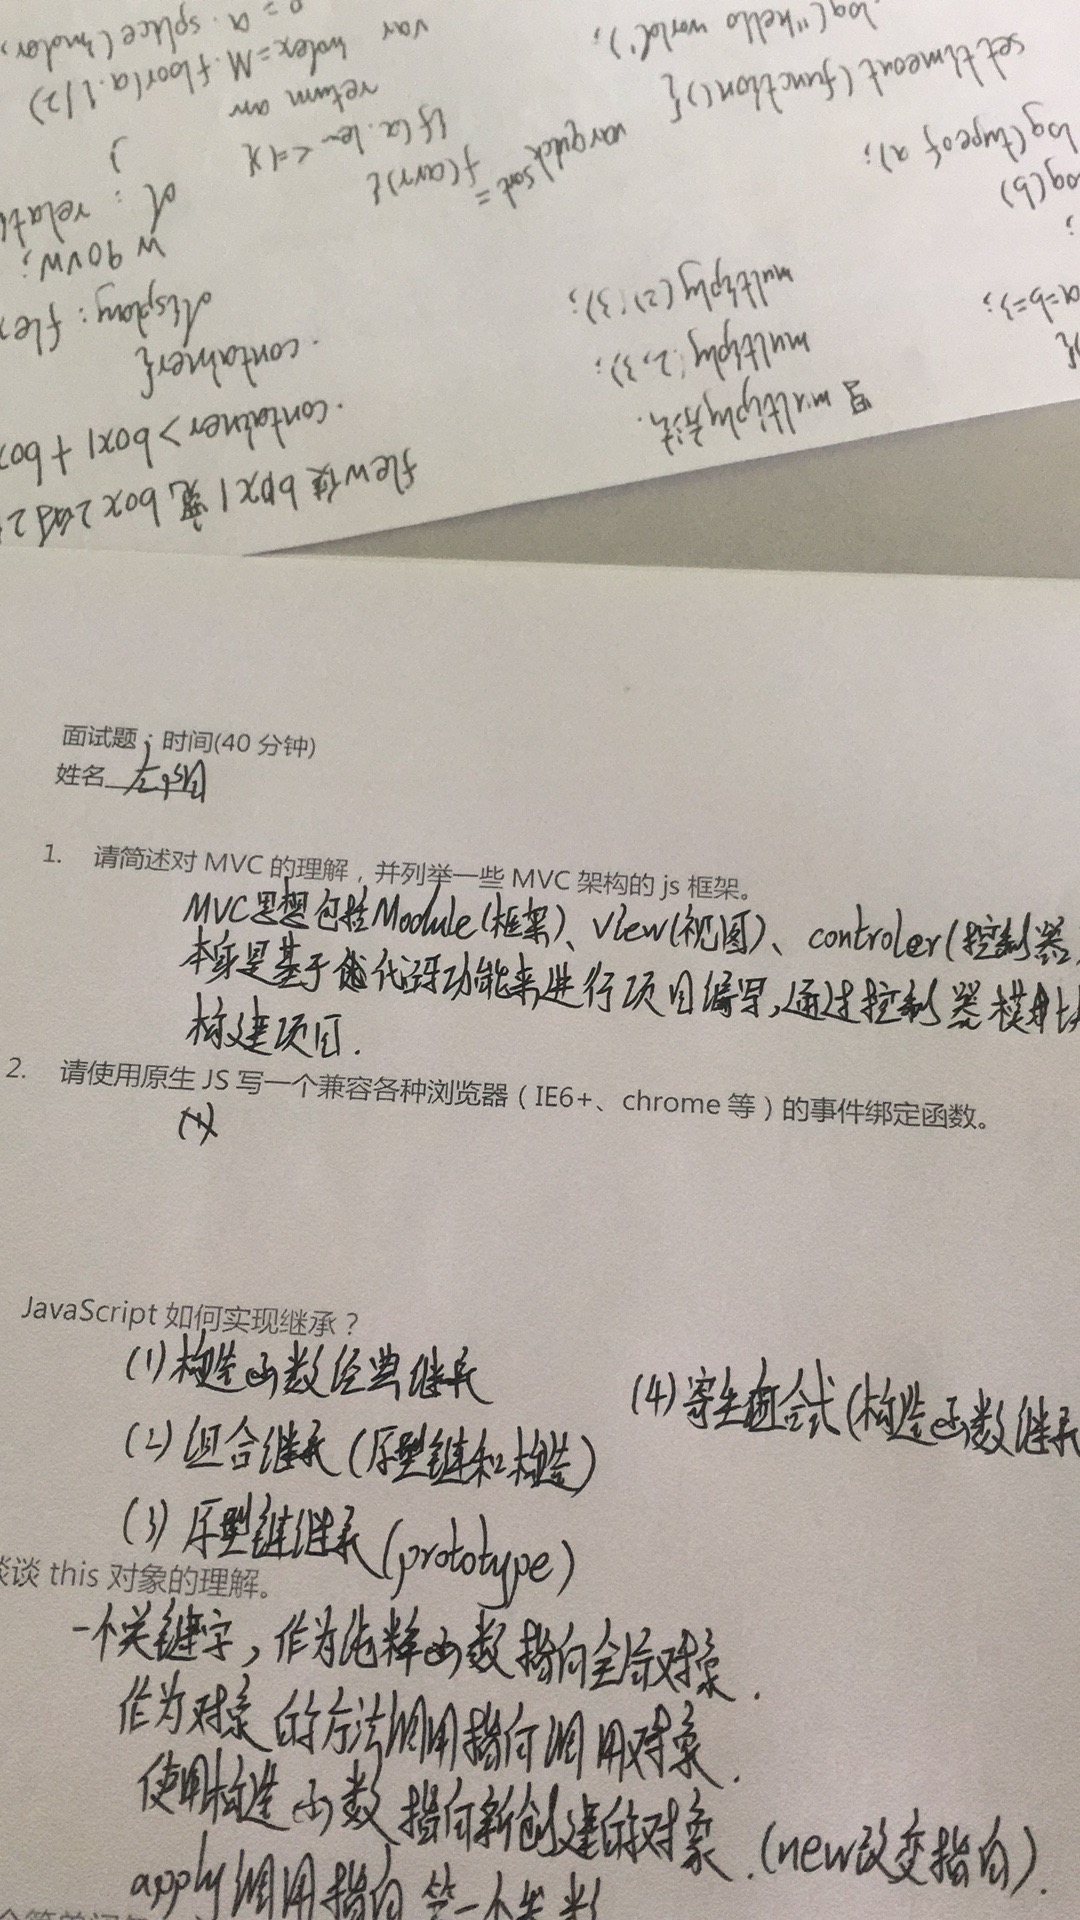 面试题：时间(40 分钟)
姓名
1. 请简述对 MVC 的理解，并列举一些 MVC 架构的 js 框架。
MVC思想包括Module(框架)、View(视图)、controler(控制器
本身是基于代码功能来进行项目编写,通过控制器模块
构建项目.
2. 请使用原生 JS 写一个兼容各种浏览器（IE6+、chrome 等）的事件绑定函数。
JavaScript 如何实现继承？
(1)构造函数经典继承
(2)组合继承(原型链和构造)
(3)原型链继承(prototype)
(4)寄生组合式(构造函数继承
谈谈 this 对象的理解。
一个关键字,作为纯粹函数指向全局对象.
作为对象的方法调用指向调用对象.
使用构造函数指向新创建的对象.(new改变指向).
apply调用指向第一个参数
flew使box1宽box2的2
.container>box1+box
.container{
display: flex
w 90vw;
}
写multiply方法.
multiply(2,3);
multiply(2)(3);
a=b=3;
;
log(b)
log(typeof a);
settimeout(function(){
log("hello world");
var quicksort=f(arr){
if(a.len<=1){
return arr
var index=M.floor(a.l/2)
= a.splice(index,